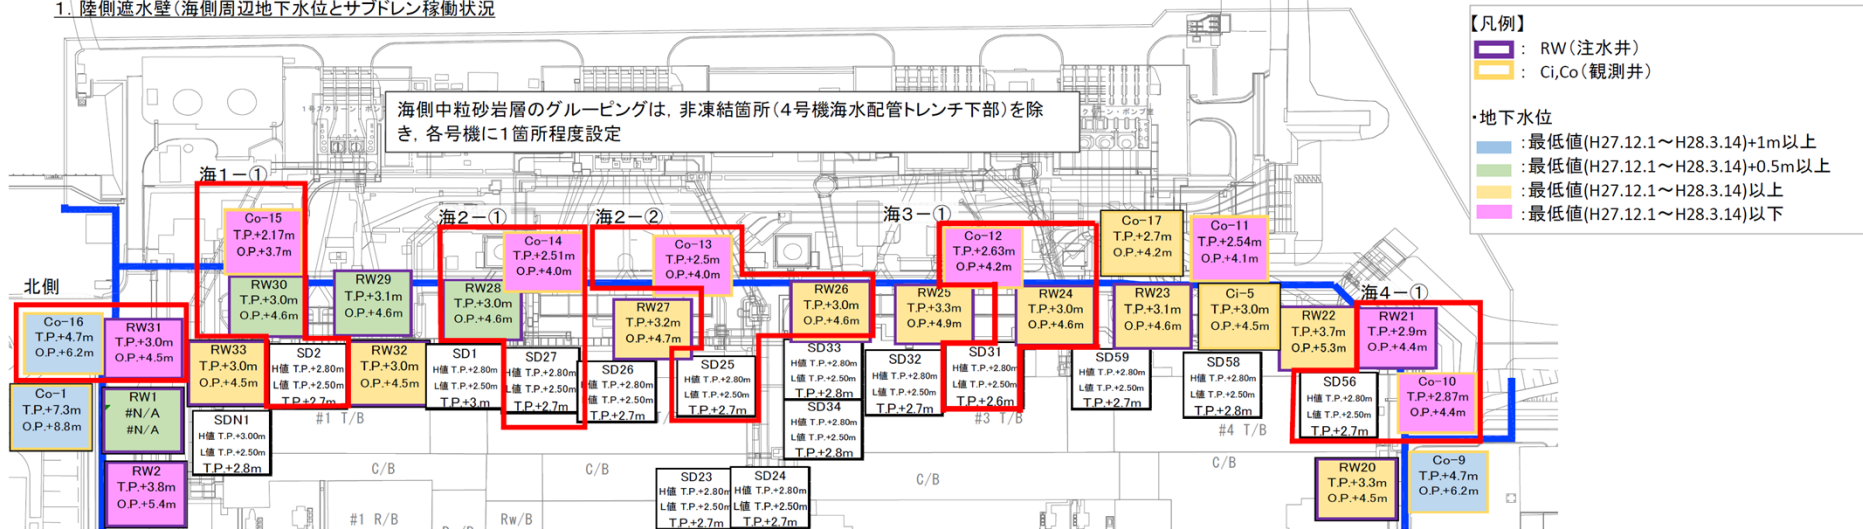 1. 陸側遮水壁(海側周辺地下水位とサブドレン稼働状況
【凡例】
： RW(注水井)
： Ci,Co(観測井)
・地下水位
：最低値(H27.12.1～H28.3.14)+1m以上
：最低値(H27.12.1～H28.3.14)+0.5m以上
：最低値(H27.12.1～H28.3.14)以上
：最低値(H27.12.1～H28.3.14)以下
海側中粒砂岩層のグルーピングは，非凍結箇所(4号機海水配管トレンチ下部)を除
き，各号機に1箇所程度設定
海1－①
Co-15
T.P.+2.17m
O.P.+3.7m
海2－①
Co-14
T.P.+2.51m
O.P.+4.0m
海2－②
Co-13
T.P.+2.5m
O.P.+4.0m
海3－①
Co-12
T.P.+2.63m
O.P.+4.2m
Co-17
T.P.+2.7m
O.P.+4.2m
Co-11
T.P.+2.54m
O.P.+4.1m
北側
Co-16
T.P.+4.7m
O.P.+6.2m
RW31
T.P.+3.0m
O.P.+4.5m
RW30
T.P.+3.0m
O.P.+4.6m
RW29
T.P.+3.1m
O.P.+4.6m
RW28
T.P.+3.0m
O.P.+4.6m
RW27
T.P.+3.2m
O.P.+4.7m
RW26
T.P.+3.0m
O.P.+4.6m
RW25
T.P.+3.3m
O.P.+4.9m
RW24
T.P.+3.0m
O.P.+4.6m
RW23
T.P.+3.1m
O.P.+4.6m
Ci-5
T.P.+3.0m
O.P.+4.5m
RW22
T.P.+3.7m
O.P.+5.3m
海4－①
RW21
T.P.+2.9m
O.P.+4.4m
RW33
T.P.+3.0m
O.P.+4.5m
SD2
H値 T.P.+2.80m
L値 T.P.+2.50m
T.P.+2.7m
RW32
T.P.+3.0m
O.P.+4.5m
SD1
H値 T.P.+2.80m
L値 T.P.+2.50m
T.P.+3.m
SD27
H値 T.P.+2.80m
L値 T.P.+2.50m
T.P.+2.7m
SD26
H値 T.P.+2.80m
L値 T.P.+2.50m
T.P.+2.7m
SD25
H値 T.P.+2.80m
L値 T.P.+2.50m
T.P.+2.7m
SD33
H値 T.P.+2.80m
L値 T.P.+2.50m
T.P.+2.8m
SD32
H値 T.P.+2.80m
L値 T.P.+2.50m
T.P.+2.7m
SD31
H値 T.P.+2.80m
L値 T.P.+2.50m
T.P.+2.6m
SD59
H値 T.P.+2.80m
L値 T.P.+2.50m
T.P.+2.7m
SD58
H値 T.P.+2.80m
L値 T.P.+2.50m
T.P.+2.8m
SD56
H値 T.P.+2.80m
L値 T.P.+2.50m
T.P.+2.7m
Co-10
T.P.+2.87m
O.P.+4.4m
Co-1
T.P.+7.3m
O.P.+8.8m
RW1
#N/A
#N/A
SDN1
H値 T.P.+3.00m
L値 T.P.+2.50m
T.P.+2.8m
SD34
H値 T.P.+2.80m
L値 T.P.+2.50m
T.P.+2.8m
#1 T/B
#3 T/B
#4 T/B
RW2
T.P.+3.8m
O.P.+5.4m
C/B
C/B
SD23
H値 T.P.+2.80m
L値 T.P.+2.50m
T.P.+2.7m
SD24
H値 T.P.+2.80m
L値 T.P.+2.50m
T.P.+2.7m
C/B
C/B
RW20
T.P.+3.3m
O.P.+4.5m
Co-9
T.P.+4.7m
O.P.+6.2m
#1 R/B
Rw/B